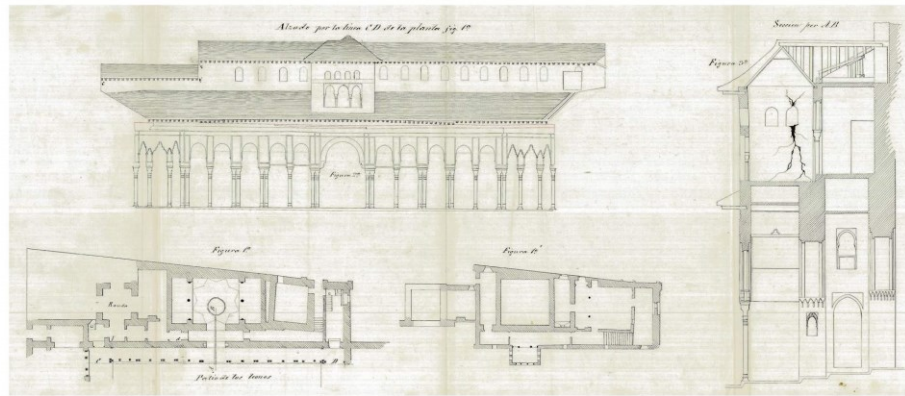 Alzado por la linea C D de la planta fig. 1ª
Seccion por A B
Figura 3ª
Figura 2ª
Figura 1ª
Figura 1ª
C
D
Patio de los leones